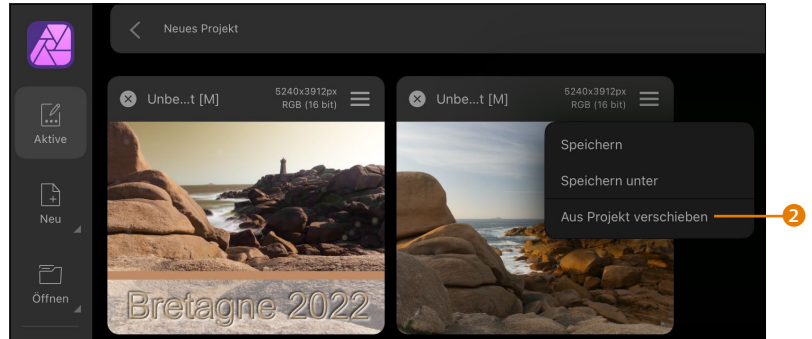 Neues Projekt
Aktive
Neu
Öffnen
Unbe...t [M]
5240x3912px
RGB (16 bit)
Bretagne 2022
Unbe...t [M]
5240x3912px
RGB (16 bit)
Speichern
Speichern unter
Aus Projekt verschieben
2